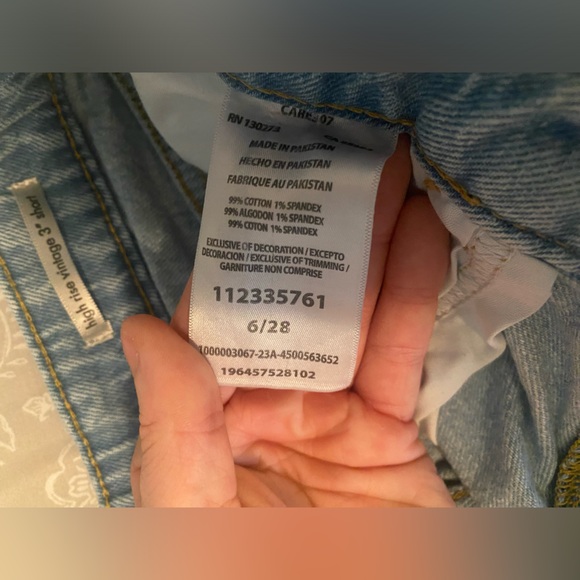 CARE: 07
RN 130273
MADE IN PAKISTAN
HECHO EN PAKISTAN
FABRIQUE AU PAKISTAN
99% COTTON 1% SPANDEX
99% ALGODON 1% SPANDEX
99% COTON 1% SPANDEX
EXCLUSIVE OF DECORATION / EXCEPTO
DECORACION / EXCLUSIVE OF TRIMMING /
GARNITURE NON COMPRISE
112335761
6/28
1000003067-23A-4500563652
196457528102
high rise vintage 3" short